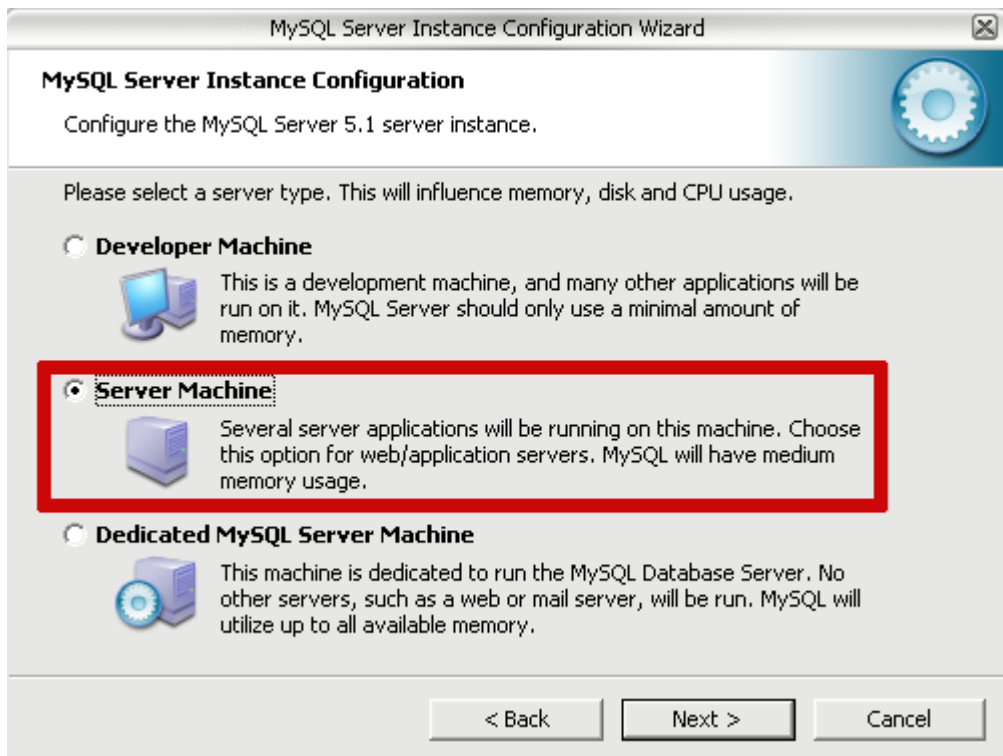 MySQL Server Instance Configuration Wizard
MySQL Server Instance Configuration
Configure the MySQL Server 5.1 server instance.
Please select a server type. This will influence memory, disk and CPU usage.
Developer Machine
This is a development machine, and many other applications will be
run on it. MySQL Server should only use a minimal amount of
memory.
Server Machine
Several server applications will be running on this machine. Choose
this option for web/application servers. MySQL will have medium
memory usage.
Dedicated MySQL Server Machine
This machine is dedicated to run the MySQL Database Server. No
other servers, such as a web or mail server, will be run. MySQL will
utilize up to all available memory.
< Back
Next >
Cancel